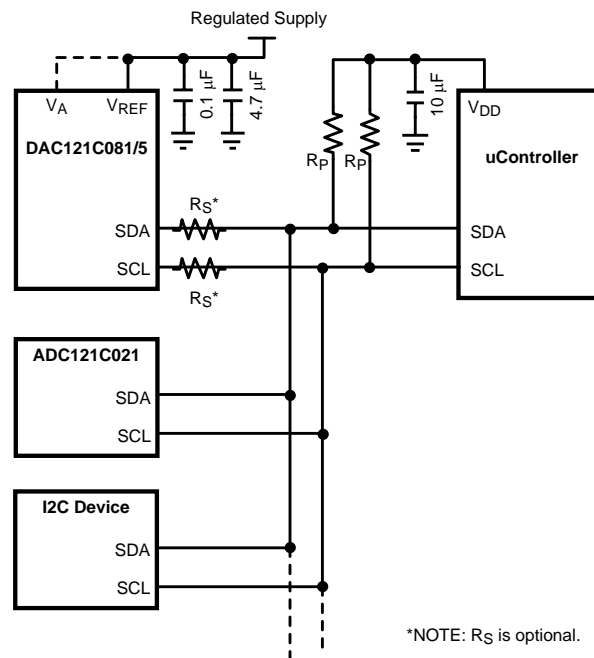 Regulated Supply
VA
VREF
0.1 µF
4.7 µF
10 µF
VDD
DAC121C081/5
RP
RP
uController
RS*
SDA
SDA
SCL
SCL
RS*
ADC121C021
SDA
SCL
I2C Device
SDA
SCL
*NOTE: RS is optional.